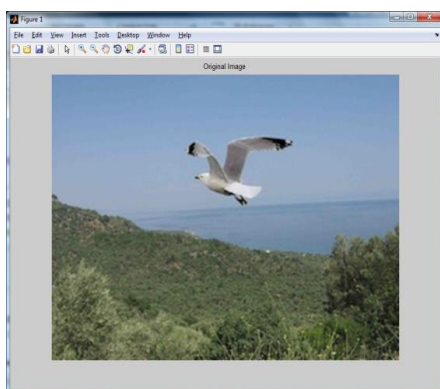 Figure 1
File Edit View Insert Tools Desktop Window Help
Original Image